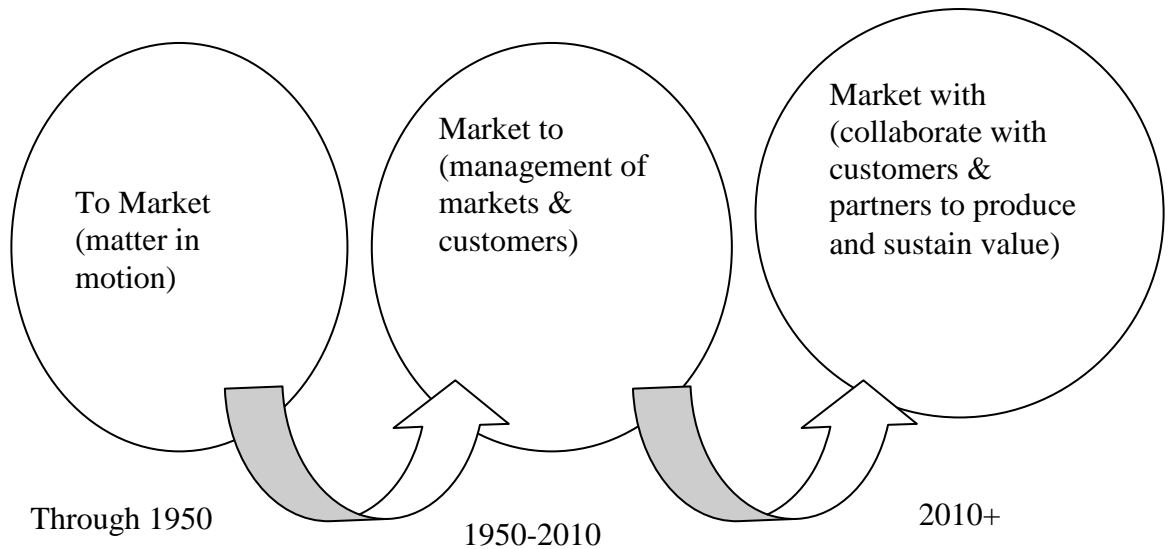 To Market
(matter in
motion)
Market to
(management of
markets &
customers)
Market with
(collaborate with
customers &
partners to produce
and sustain value)
Through 1950
1950-2010
2010+